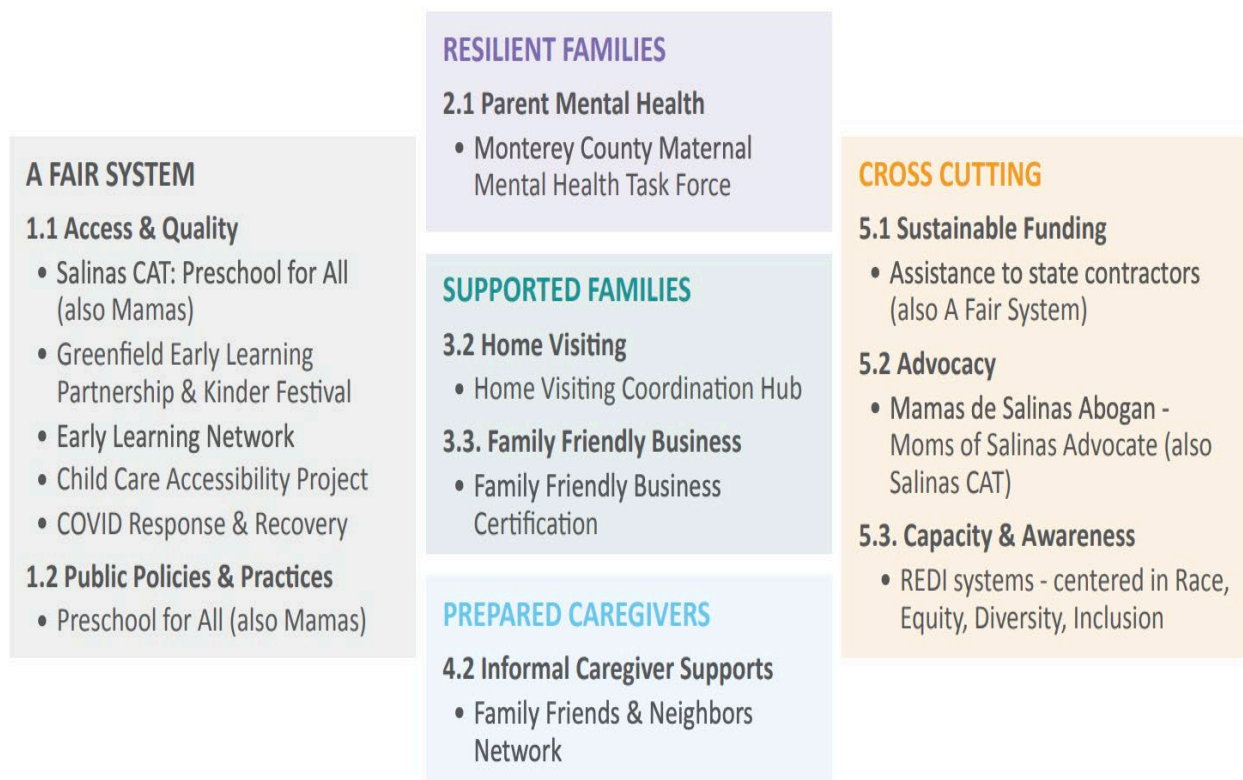 A FAIR SYSTEM
1.1 Access & Quality
• Salinas CAT: Preschool for All
(also Mamas)
• Greenfield Early Learning
Partnership & Kinder Festival
• Early Learning Network
• Child Care Accessibility Project
• COVID Response & Recovery
1.2 Public Policies & Practices
• Preschool for All (also Mamas)
RESILIENT FAMILIES
2.1 Parent Mental Health
• Monterey County Maternal
Mental Health Task Force
SUPPORTED FAMILIES
3.2 Home Visiting
• Home Visiting Coordination Hub
3.3. Family Friendly Business
• Family Friendly Business
Certification
PREPARED CAREGIVERS
4.2 Informal Caregiver Supports
• Family Friends & Neighbors
Network
CROSS CUTTING
5.1 Sustainable Funding
• Assistance to state contractors
(also A Fair System)
5.2 Advocacy
• Mamas de Salinas Abogan -
Moms of Salinas Advocate (also
Salinas CAT)
5.3. Capacity & Awareness
• REDI systems - centered in Race,
Equity, Diversity, Inclusion